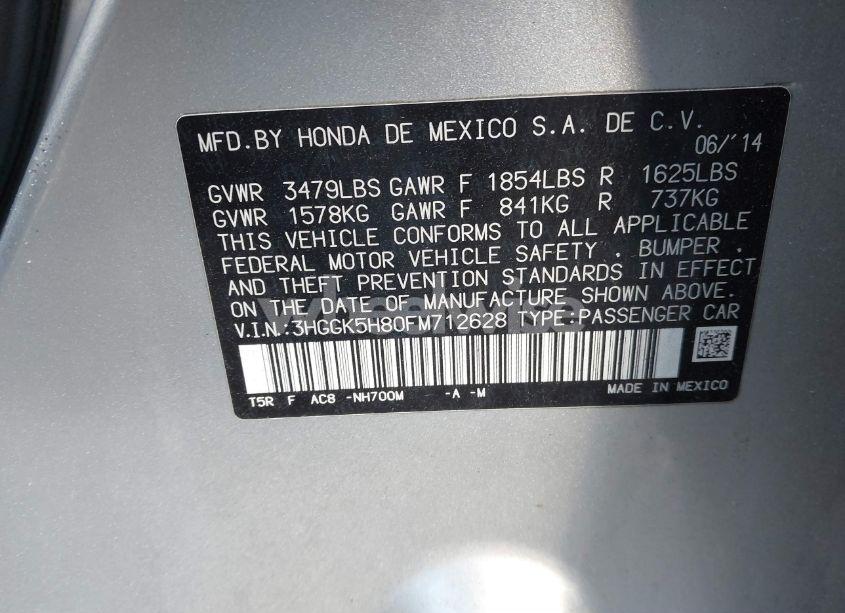 MFD.BY HONDA DE MEXICO S.A. DE C.V.
06/'14
GVWR 3479LBS GAWR F 1854LBS R 1625LBS
GVWR 1578KG GAWR F 841KG R 737KG
THIS VEHICLE CONFORMS TO ALL APPLICABLE
FEDERAL MOTOR VEHICLE SAFETY . BUMPER .
AND THEFT PREVENTION STANDARDS IN EFFECT
ON THE DATE OF MANUFACTURE SHOWN ABOVE.
V.I.N.:3HGGK5H80FM712628 TYPE:PASSENGER CAR
T5R F AC8 -NH700M -A -M
MADE IN MEXICO